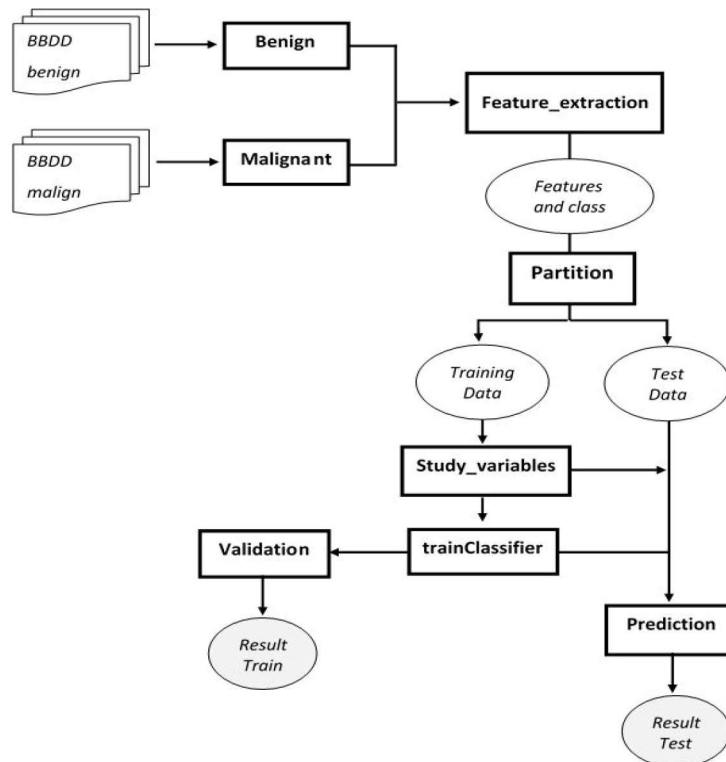 BBDD
benign
Benign
BBDD
malign
Malignant
Feature_extraction
Features
and class
Partition
Training
Data
Test
Data
Study_variables
Validation
trainClassifier
Prediction
Result
Train
Result
Test